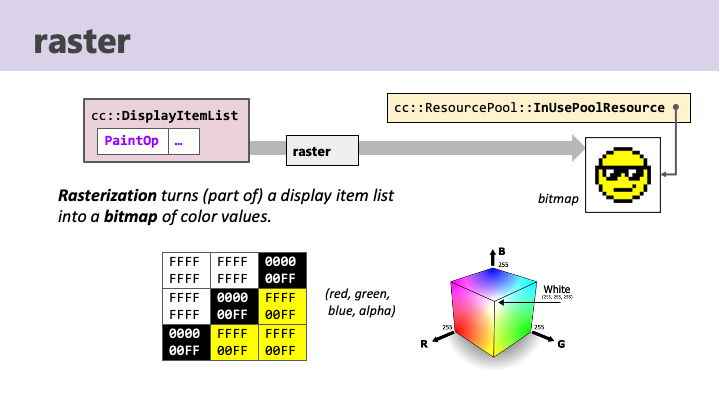 raster
cc::DisplayItemList
PaintOp …
cc::ResourcePool::InUsePoolResource
raster
bitmap
Rasterization turns (part of) a display item list
into a bitmap of color values.
FFFF FFFF 0000
FFFF FFFF 00FF
FFFF 0000 FFFF
FFFF 00FF 00FF
0000 FFFF FFFF
00FF 00FF 00FF
(red, green,
blue, alpha)
B
255
White
(255, 255, 255)
255
255
R
G